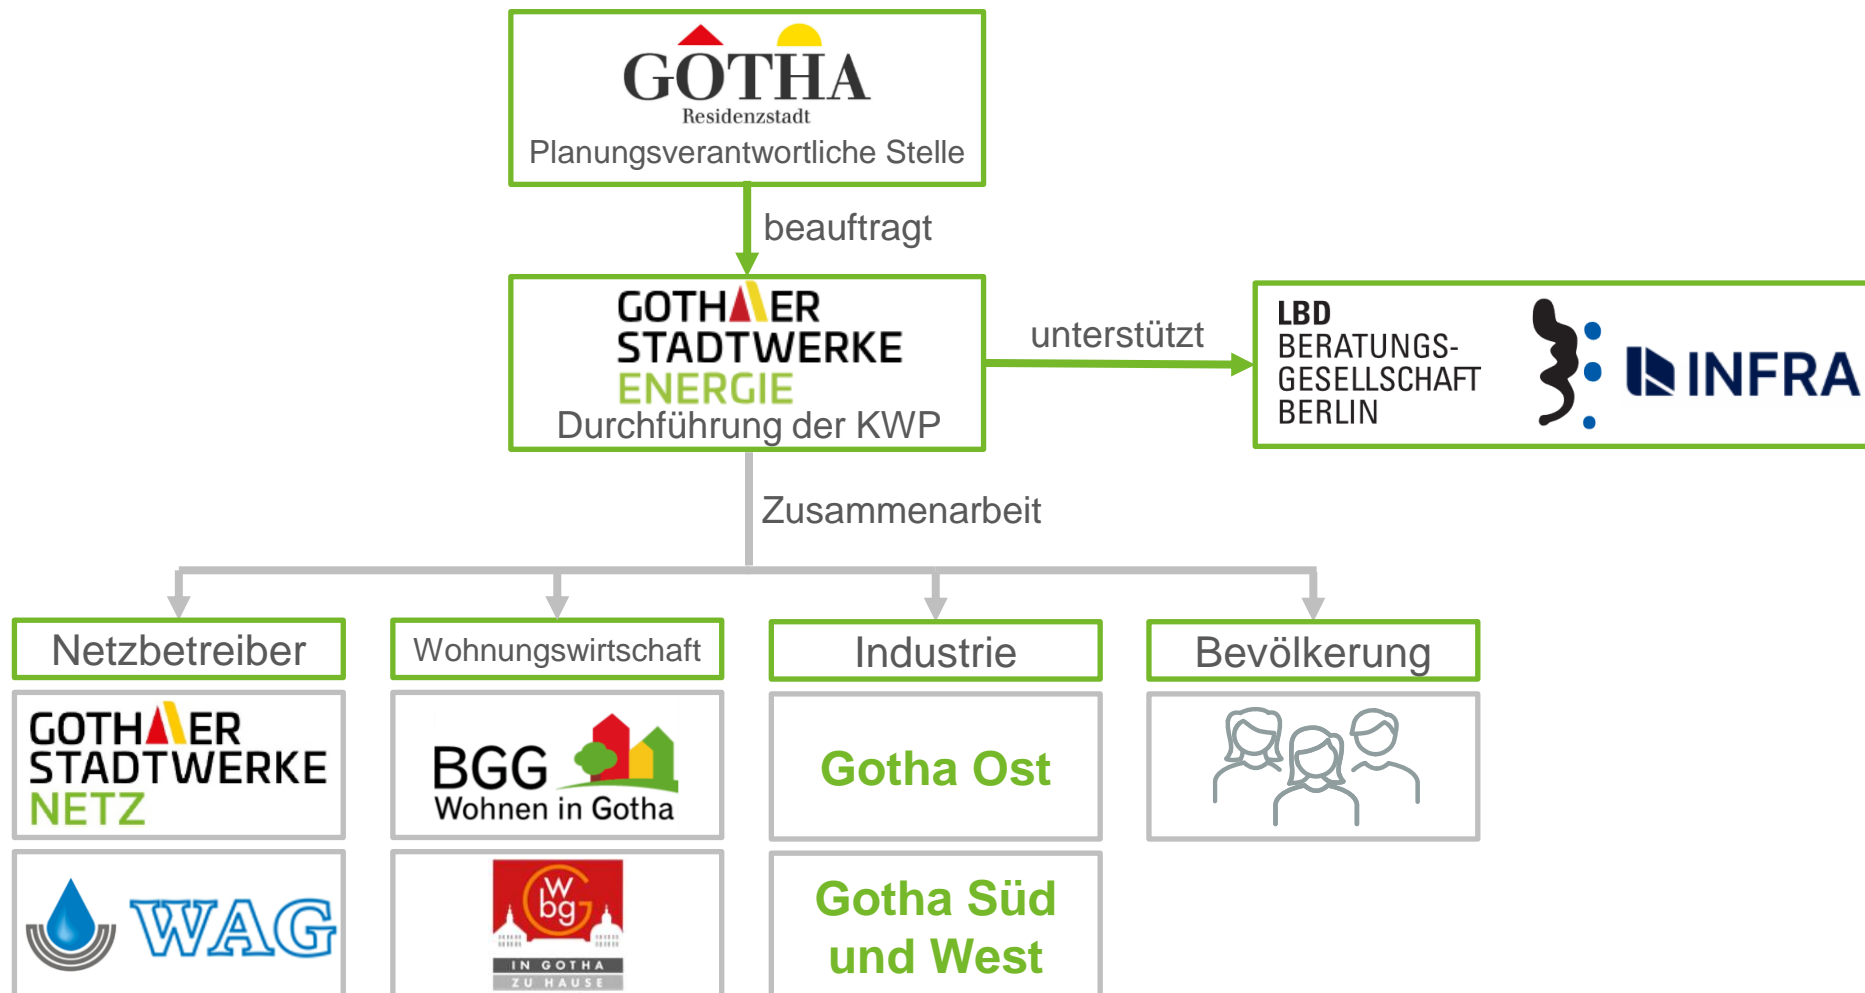 GOTHA
Residenzstadt
Planungsverantwortliche Stelle
beauftragt
GOTHAER
STADTWERKE
ENERGIE
Durchführung der KWP
unterstützt
LBD
BERATUNGS-
GESELLSCHAFT
BERLIN
INFRA
Zusammenarbeit
Netzbetreiber
Wohnungswirtschaft
Industrie
Bevölkerung
GOTHAER
STADTWERKE
NETZ
BGG
Wohnen in Gotha
Gotha Ost
WAG
wbg
IN GOTHA
ZU HAUSE
Gotha Süd
und West